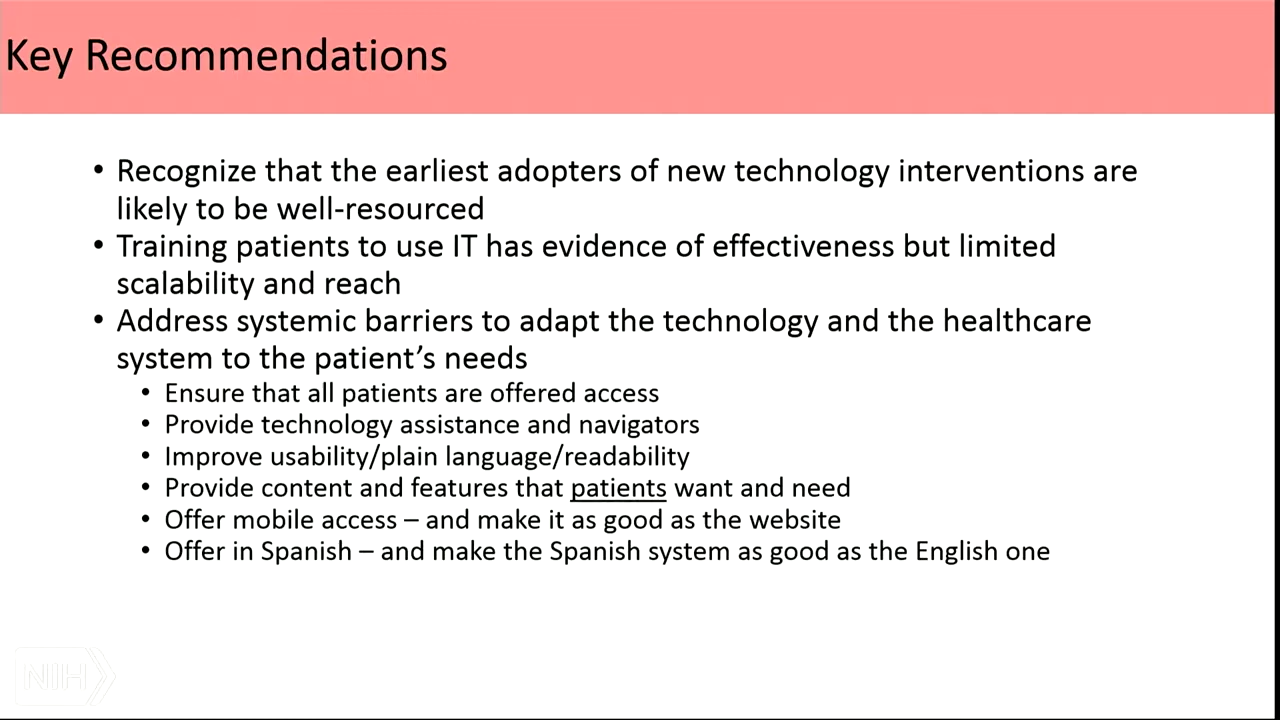 Key Recommendations
• Recognize that the earliest adopters of new technology interventions are
likely to be well-resourced
• Training patients to use IT has evidence of effectiveness but limited
scalability and reach
• Address systemic barriers to adapt the technology and the healthcare
system to the patient’s needs
• Ensure that all patients are offered access
• Provide technology assistance and navigators
• Improve usability/plain language/readability
• Provide content and features that patients want and need
• Offer mobile access – and make it as good as the website
• Offer in Spanish – and make the Spanish system as good as the English one
NIH